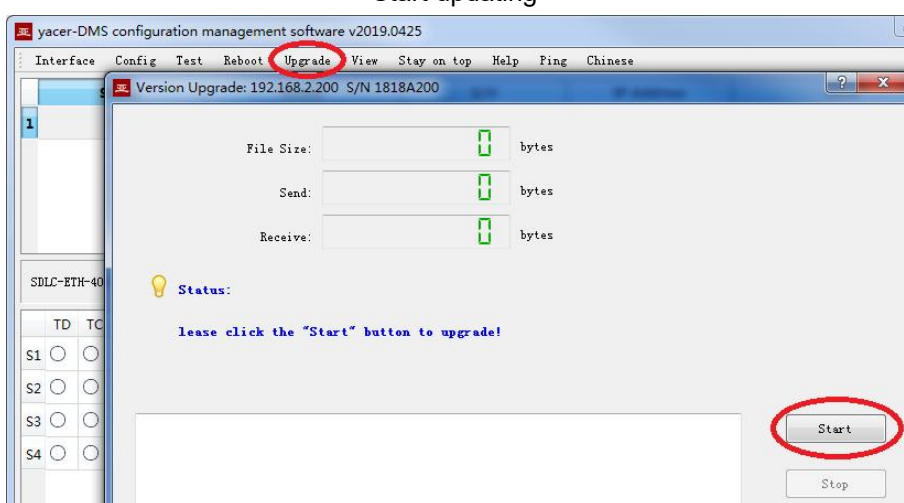 Start updating
亚 yacer-DMS configuration management software v2019.0425
Interface Config Test Reboot Upgrade View Stay on top Help Ping Chinese
亚 Version Upgrade: 192.168.2.200 S/N 1818A200 ? x
1
File Size: 0 bytes
Send: 0 bytes
Receive: 0 bytes
SDLC-ETH-40
Status:
lease click the "Start" button to upgrade!
TD TC
S1
S2
S3
S4
Start
Stop